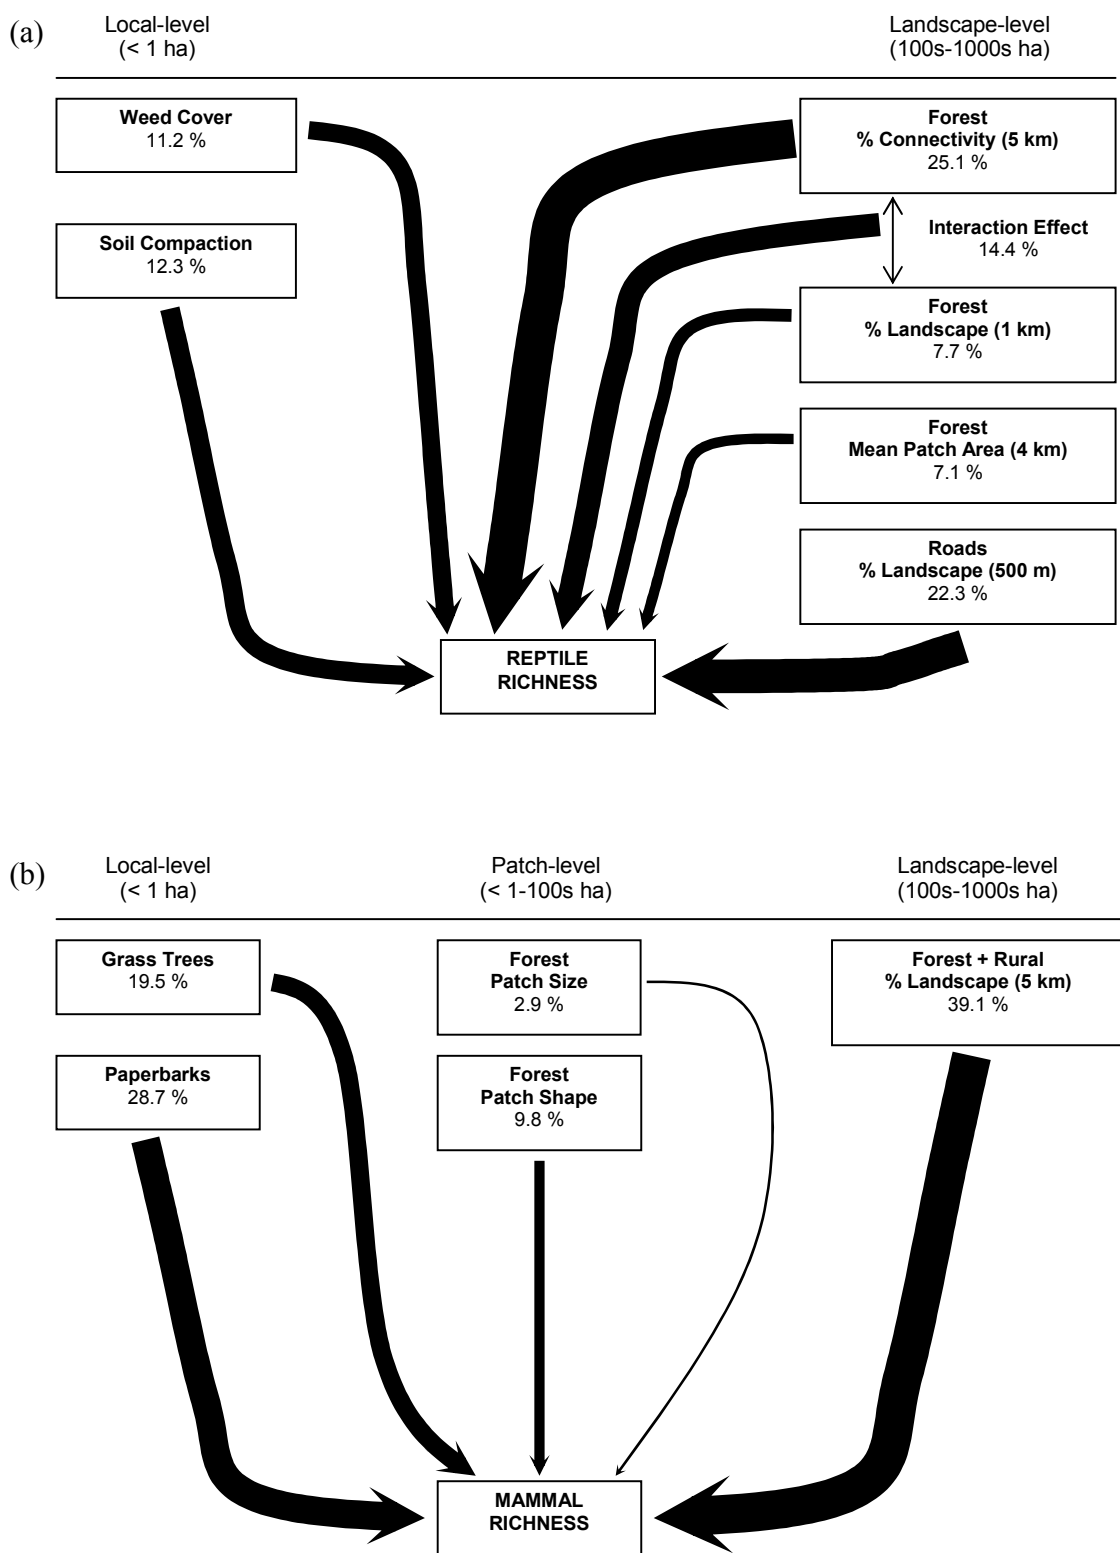 (a)
Local-level
(< 1 ha)
Landscape-level
(100s-1000s ha)
Weed Cover
11.2 %
Soil Compaction
12.3 %
Forest
% Connectivity (5 km)
25.1 %
Interaction Effect
14.4 %
Forest
% Landscape (1 km)
7.7 %
Forest
Mean Patch Area (4 km)
7.1 %
Roads
% Landscape (500 m)
22.3 %
REPTILE
RICHNESS
(b)
Local-level
(< 1 ha)
Patch-level
(< 1-100s ha)
Landscape-level
(100s-1000s ha)
Grass Trees
19.5 %
Paperbarks
28.7 %
Forest
Patch Size
2.9 %
Forest
Patch Shape
9.8 %
Forest + Rural
% Landscape (5 km)
39.1 %
MAMMAL
RICHNESS